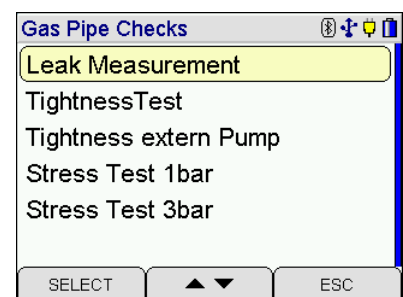 Gas Pipe Checks
Leak Measurement
TightnessTest
Tightness extern Pump
Stress Test 1bar
Stress Test 3bar
SELECT ▲ ▼ ESC